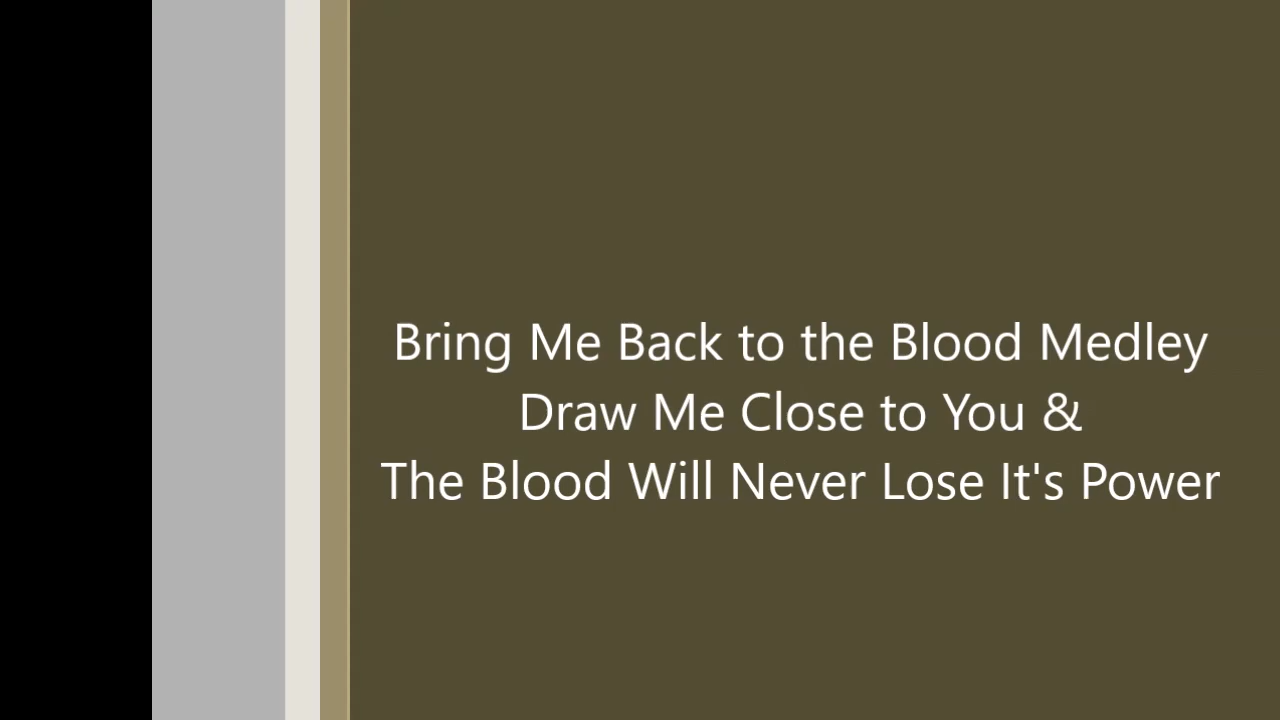 Bring Me Back to the Blood Medley
Draw Me Close to You &
The Blood Will Never Lose It's Power